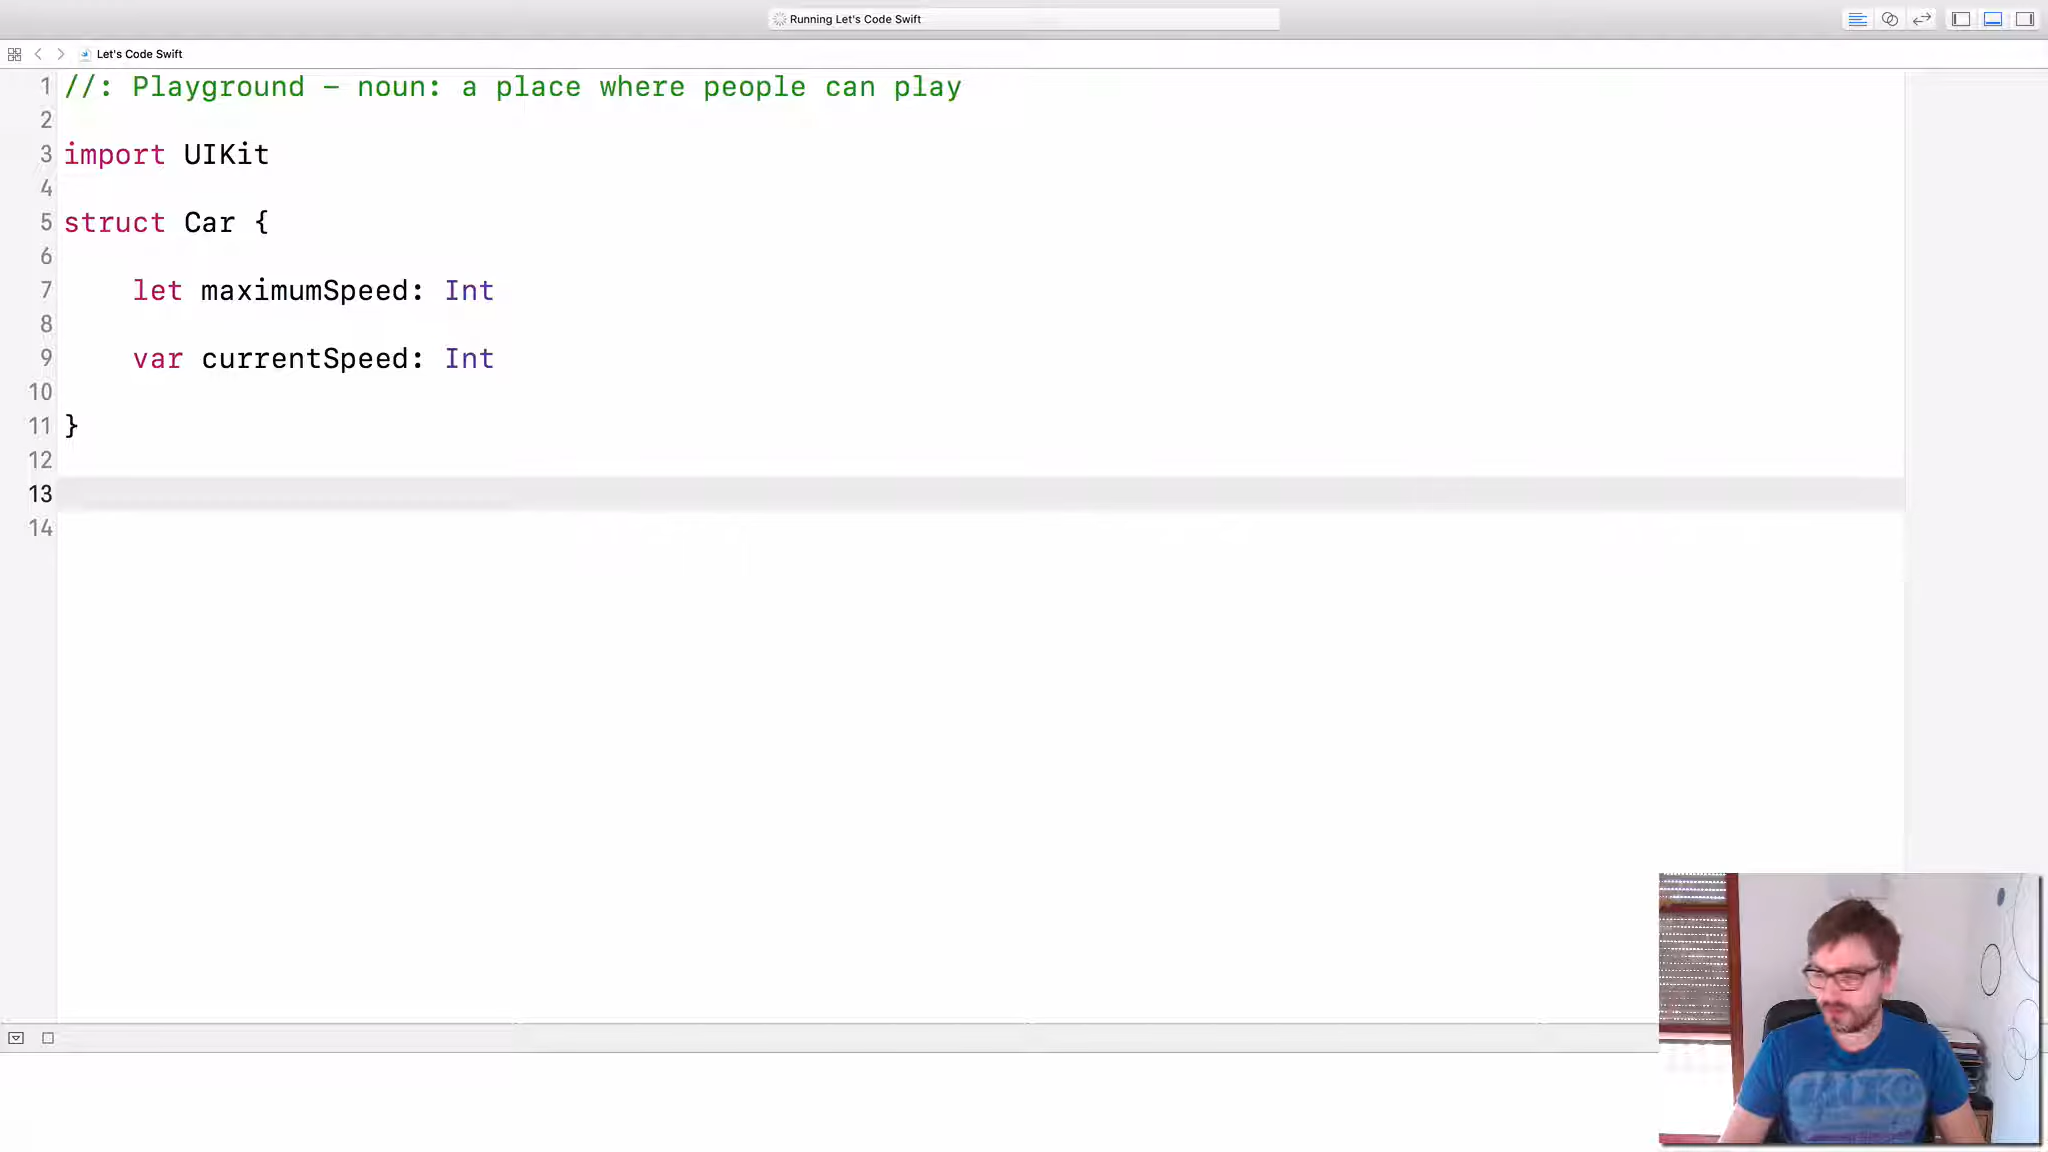 Running Let's Code Swift
Let's Code Swift
1 //: Playground – noun: a place where people can play
2
3 import UIKit
4
5 struct Car {
6
7 let maximumSpeed: Int
8
9 var currentSpeed: Int
10
11 }
12
13
14